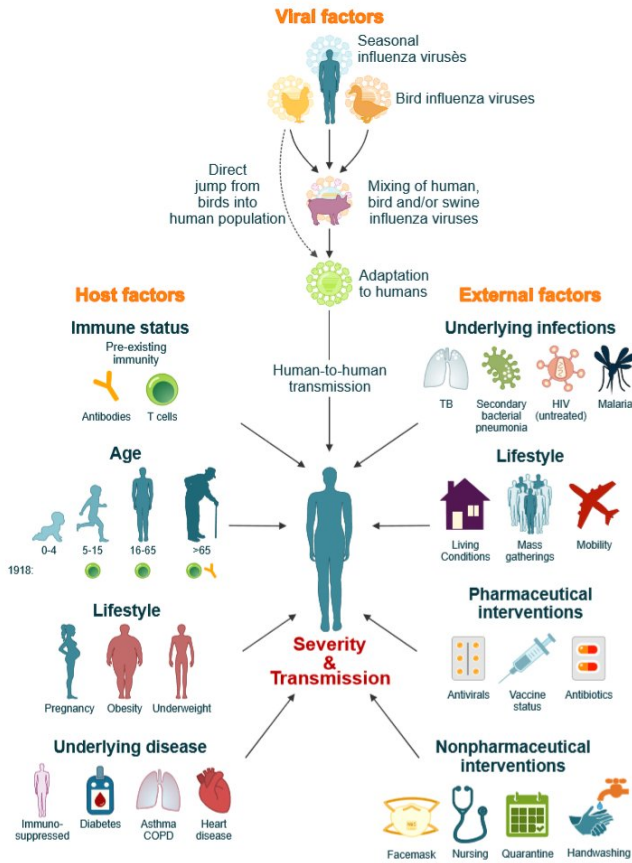 Viral factors
Seasonal
influenza virusès
Bird influenza viruses
Direct
jump from
birds into
human population
Mixing of human,
bird and/or swine
influenza viruses
Adaptation
to humans
Human-to-human
transmission
Host factors
Immune status
Pre-existing
immunity
Antibodies
T cells
Age
0-4
5-15
16-65
>65
1918:
Lifestyle
Pregnancy
Obesity
Underweight
Underlying disease
Immuno-
suppressed
Diabetes
Asthma
COPD
Heart
disease
Severity
&
Transmission
External factors
Underlying infections
TB
Secondary
bacterial
pneumonia
HIV
(untreated)
Malaria
Lifestyle
Living
Conditions
Mass
gatherings
Mobility
Pharmaceutical
interventions
Antivirals
Vaccine
status
Antibiotics
Nonpharmaceutical
interventions
Facemask
Nursing
Quarantine
Handwashing